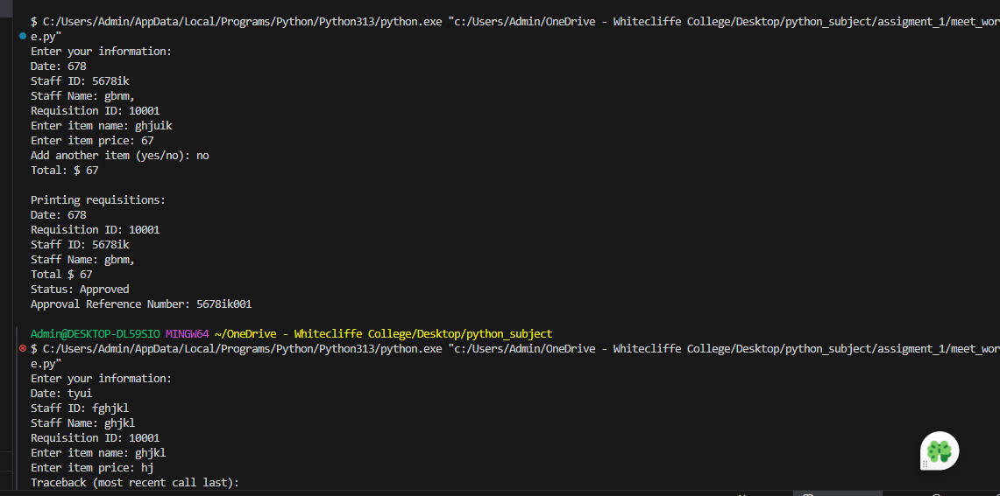 $ C:/Users/Admin/AppData/Local/Programs/Python/Python313/python.exe "c:/Users/Admin/OneDrive - Whitecliffe College/Desktop/python_subject/assigment_1/meet_wor
e.py"
Enter your information:
Date: 678
Staff ID: 5678ik
Staff Name: gbnm,
Requisition ID: 10001
Enter item name: ghjuik
Enter item price: 67
Add another item (yes/no): no
Total: $ 67
Printing requisitions:
Date: 678
Requisition ID: 10001
Staff ID: 5678ik
Staff Name: gbnm,
Total $ 67
Status: Approved
Approval Reference Number: 5678ik001
Admin@DESKTOP-DL59SIO MINGW64 ~/OneDrive - Whitecliffe College/Desktop/python_subject
$ C:/Users/Admin/AppData/Local/Programs/Python/Python313/python.exe "c:/Users/Admin/OneDrive - Whitecliffe College/Desktop/python_subject/assigment_1/meet_wor
e.py"
Enter your information:
Date: tyui
Staff ID: fghjkl
Staff Name: ghjkl
Requisition ID: 10001
Enter item name: ghjkl
Enter item price: hj
Traceback (most recent call last):